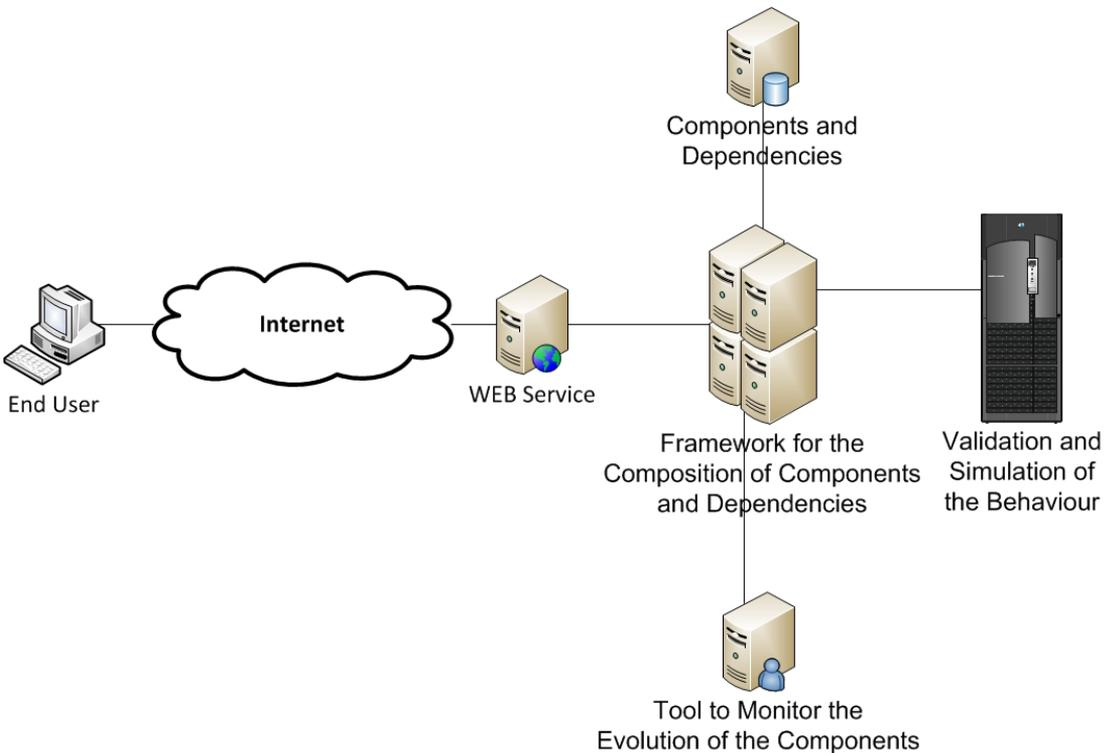 Components and
Dependencies
Internet
End User
WEB Service
Framework for the
Composition of Components
and Dependencies
Validation and
Simulation of
the Behaviour
Tool to Monitor the
Evolution of the Components